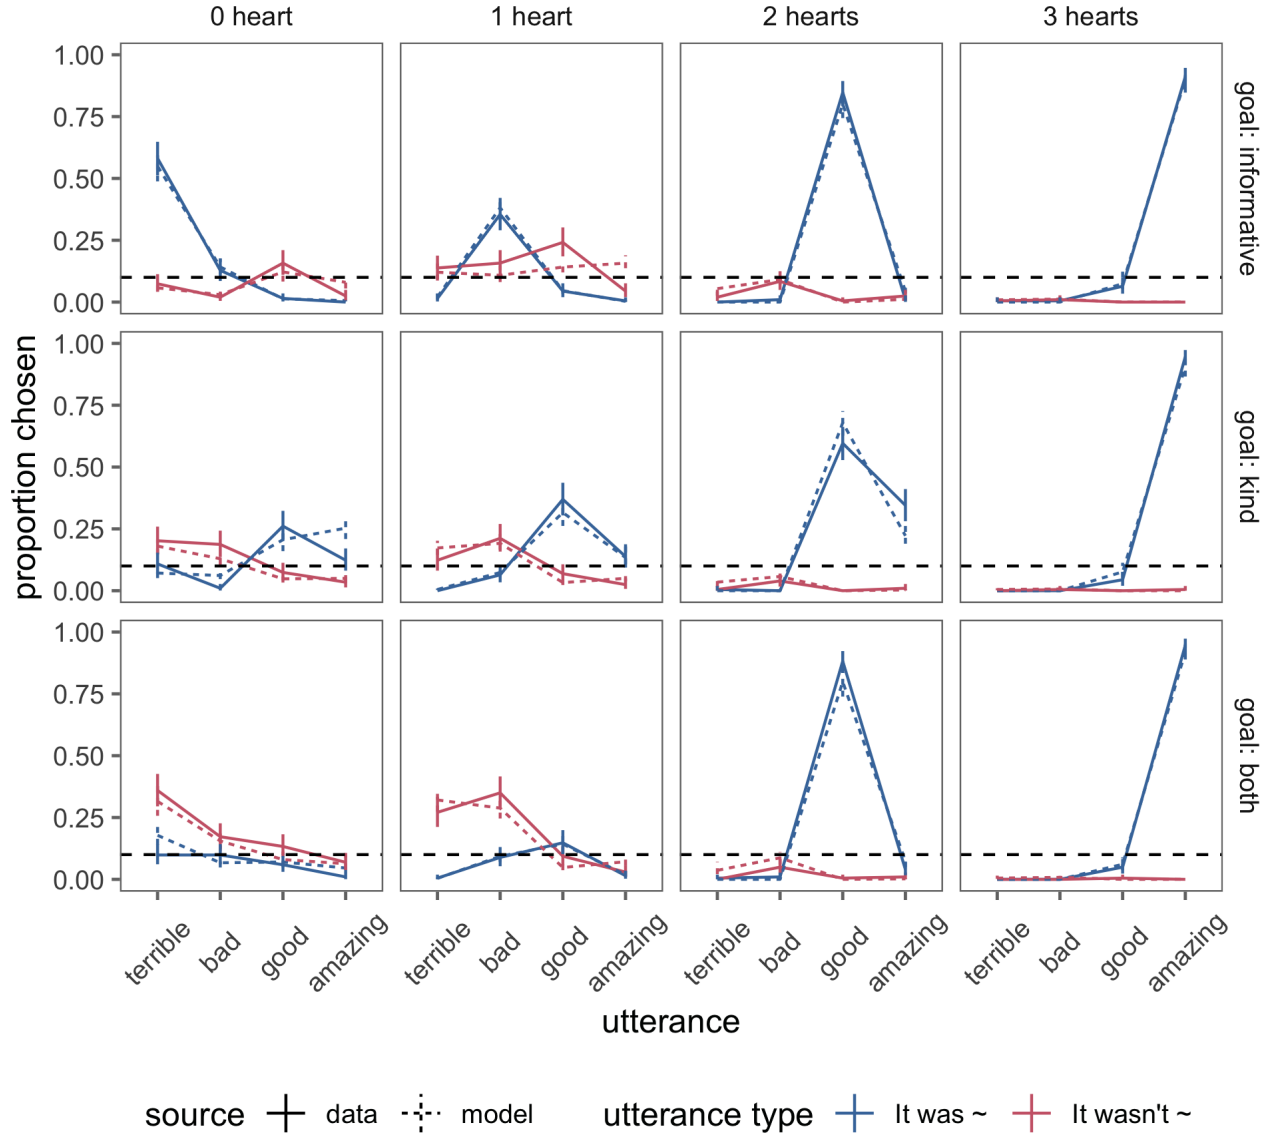 0 heart 1 heart 2 hearts 3 hearts
1.00
0.75
0.50
0.25
0.00
goal: informative
1.00
0.75
0.50
0.25
0.00
goal: kind
1.00
0.75
0.50
0.25
0.00
goal: both
proportion chosen
terrible bad good amazing terrible bad good amazing terrible bad good amazing terrible bad good amazing
utterance
source data model utterance type It was ~ It wasn't ~